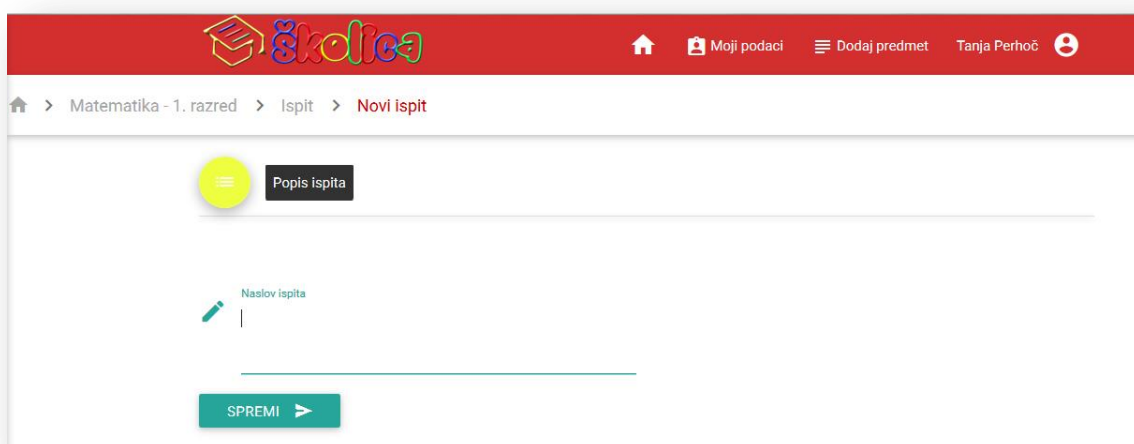 Školica
Moji podaci Dodaj predmet Tanja Perhoč
Matematika - 1. razred > Ispit > Novi ispit
Popis ispita
Naslov ispita
SPREMI